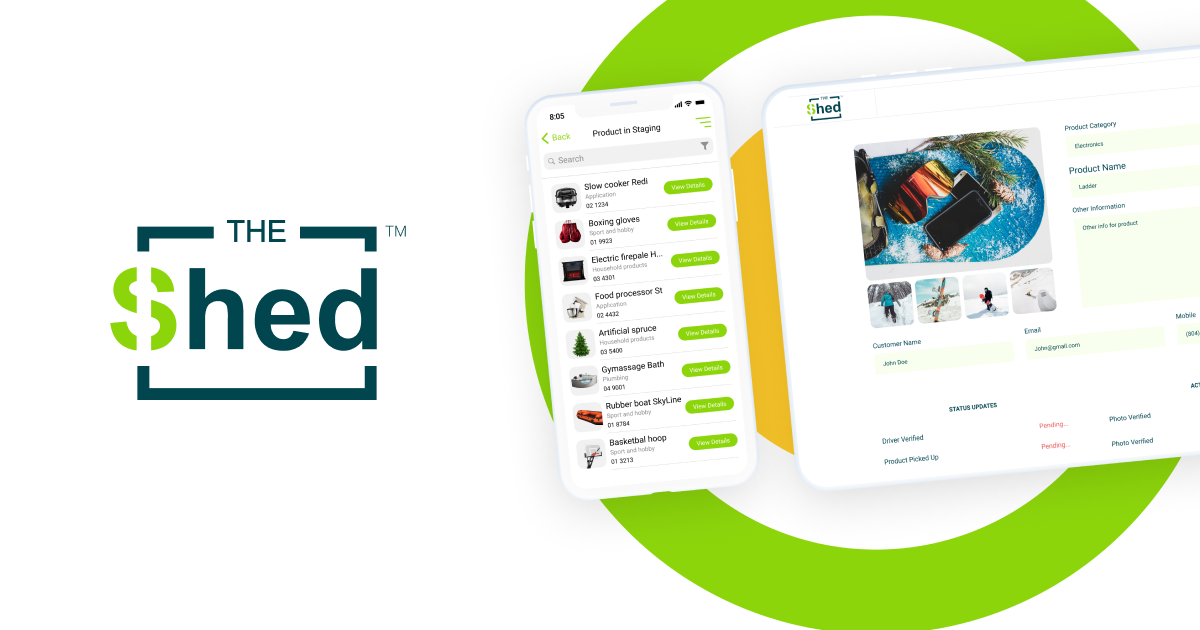 THE
Shed
TM
8:05
Back
Product in Staging
Search
Slow cooker Redi
Application
02 1234
View Details
Boxing gloves
Sport and hobby
01 9923
View Details
Electric firepale H...
Household products
03 4301
View Details
Food processor St
Application
02 4432
View Details
Artificial spruce
Household products
03 5400
View Details
Gymassage Bath
Plumbing
04 9001
View Details
Rubber boat SkyLine
Sport and hobby
01 8784
View Details
Basketbal hoop
Sport and hobby
01 3213
View Details
THE
Shed
Product Category
Electronics
Product Name
Ladder
Other Information
Other info for product
Customer Name
John Doe
Email
John@gmail.com
Mobile
(804)
STATUS UPDATES
Driver Verified
Pending...
Photo Verified
Product Picked Up
Pending...
Photo Verified